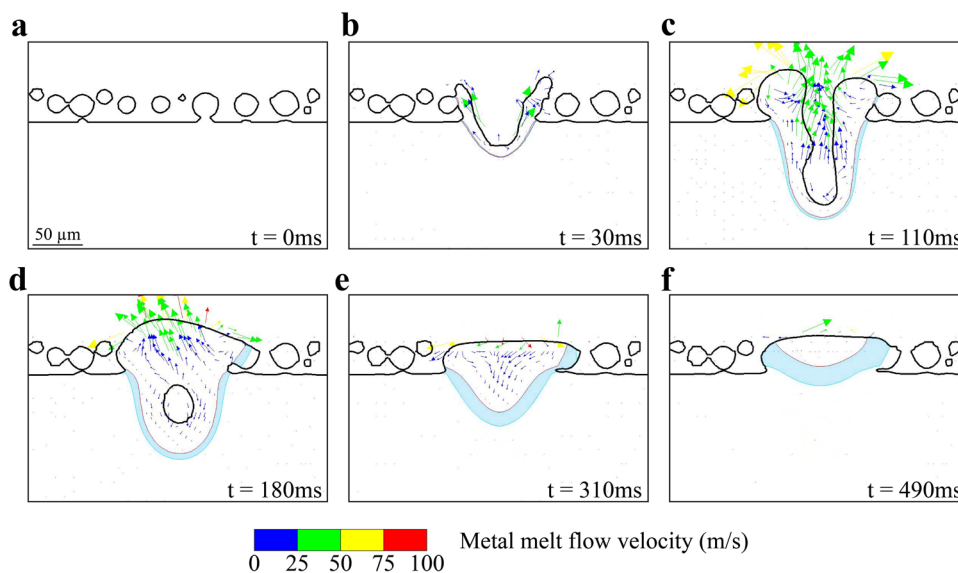 a
b
c
50 µm
t = 0ms
t = 30ms
t = 110ms
d
e
f
t = 180ms
t = 310ms
t = 490ms
Metal melt flow velocity (m/s)
0 25 50 75 100